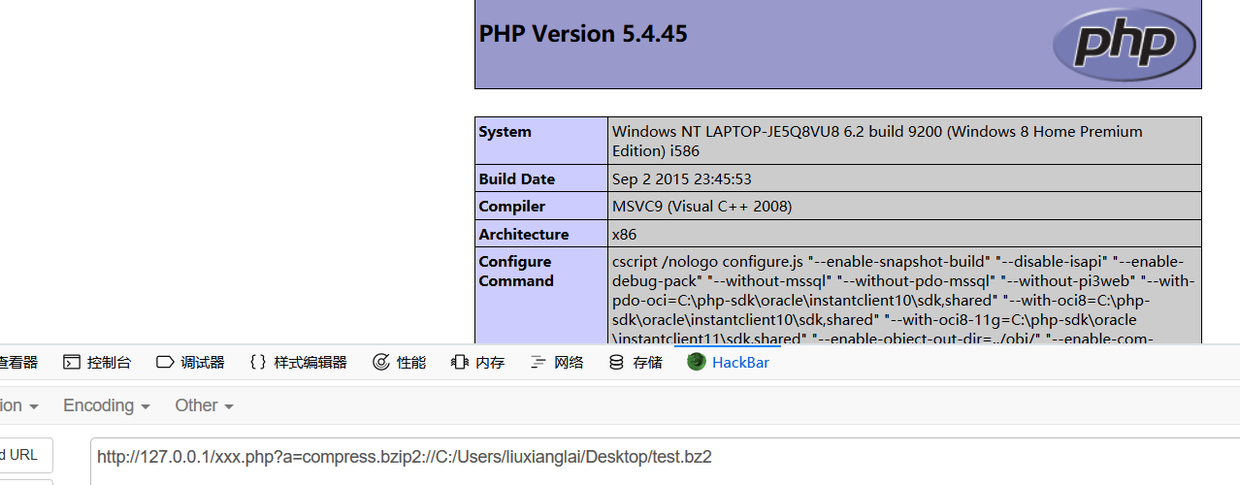 PHP Version 5.4.45
php
System
Windows NT LAPTOP-JE5Q8VU8 6.2 build 9200 (Windows 8 Home Premium
Edition) i586
Build Date
Sep 2 2015 23:45:53
Compiler
MSVC9 (Visual C++ 2008)
Architecture
x86
Configure
Command
cscript /nologo configure.js "--enable-snapshot-build" "--disable-isapi" "--enable-
debug-pack" "--without-mssql" "--without-pdo-mssql" "--without-pi3web" "--with-
pdo-oci=C:\php-sdk\oracle\instantclient10\sdk,shared" "--with-oci8=C:\php-
sdk\oracle\instantclient10\sdk,shared" "--with-oci8-11g=C:\php-sdk\oracle
\instantclient11\sdk,shared" "--enable-object-out-dir=../obj/" "--enable-com-
查看器 控制台 调试器 {} 样式编辑器 性能 内存 网络 存储 HackBar
ion Encoding Other
d URL
http://127.0.0.1/xxx.php?a=compress.bzip2://C:/Users/liuxianglai/Desktop/test.bz2